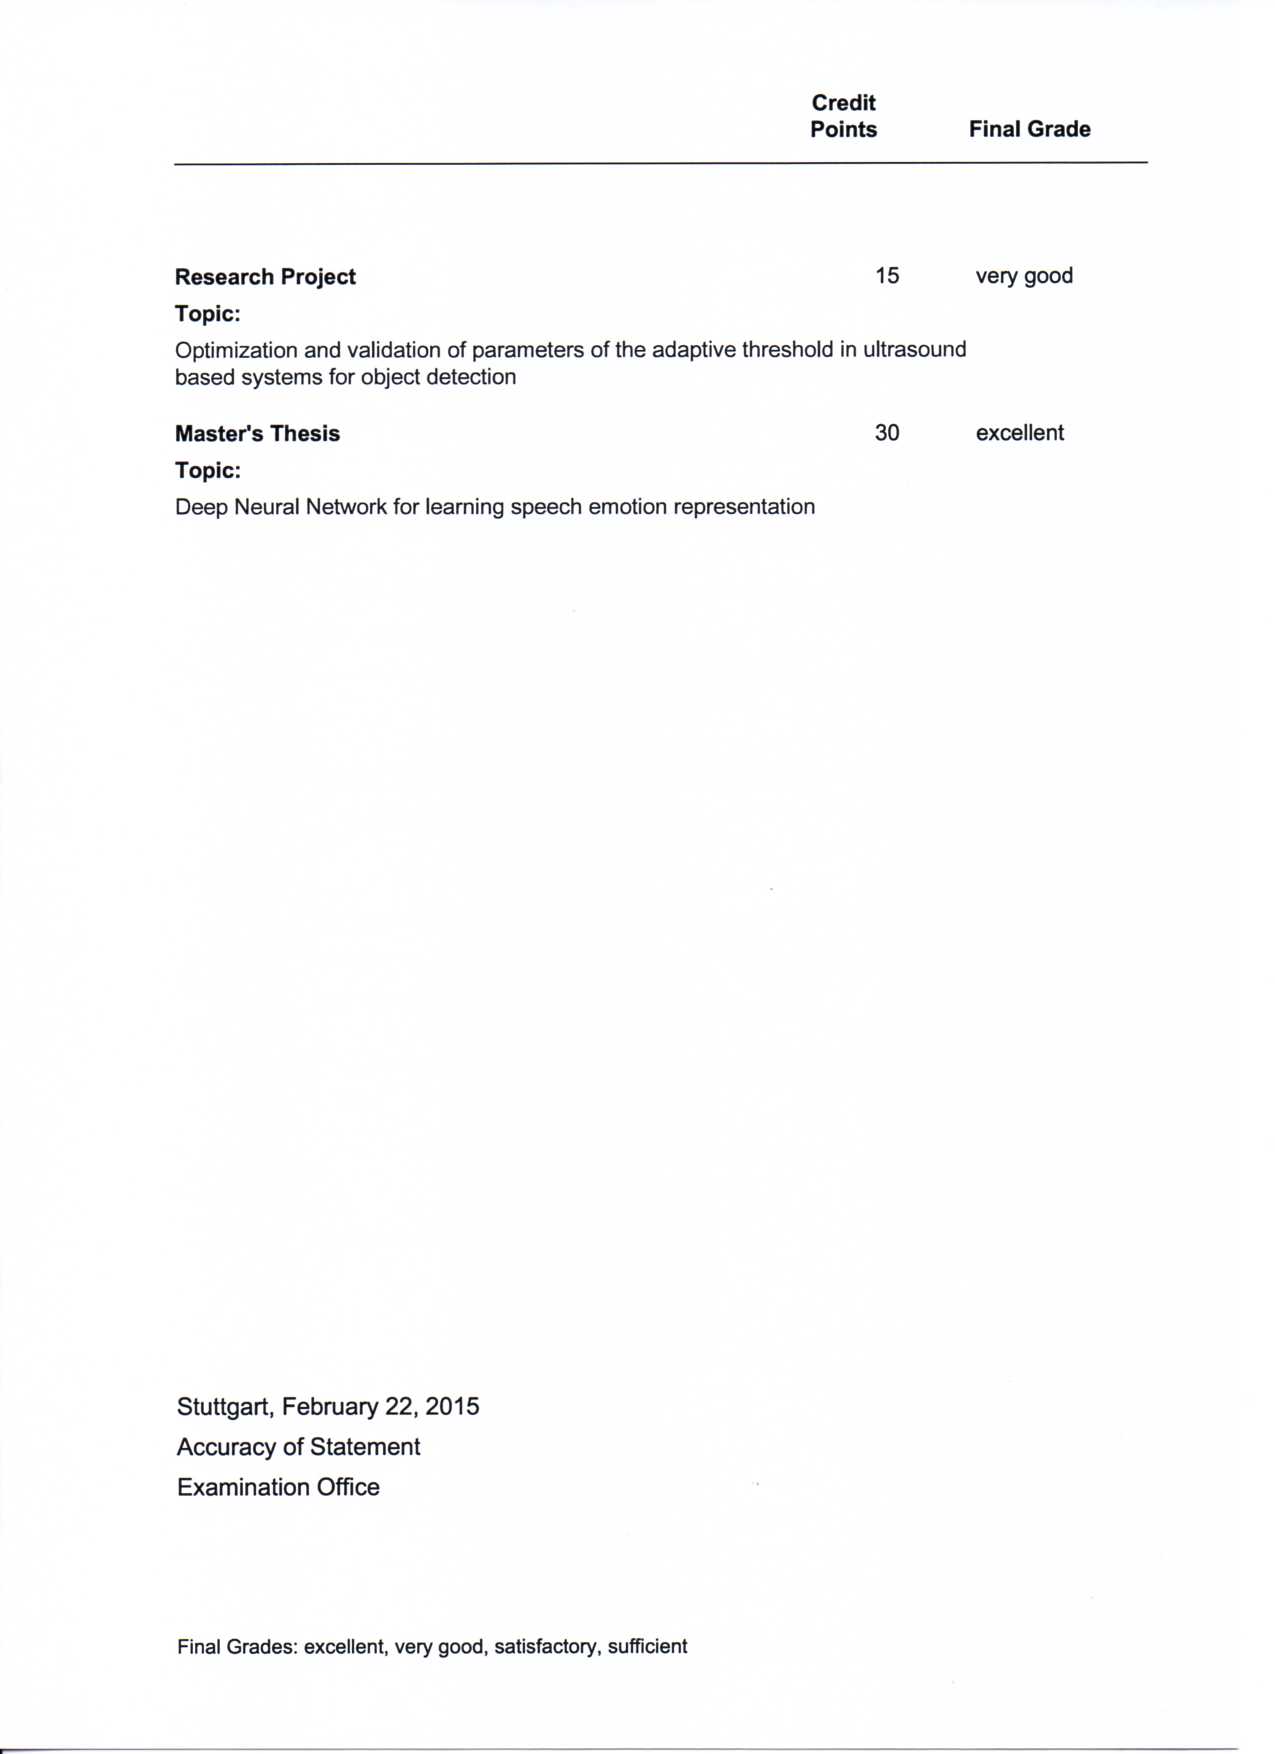 Credit
Points Final Grade
Research Project 15 very good
Topic:
Optimization and validation of parameters of the adaptive threshold in ultrasound
based systems for object detection
Master's Thesis 30 excellent
Topic:
Deep Neural Network for learning speech emotion representation
Stuttgart, February 22, 2015
Accuracy of Statement
Examination Office
Final Grades: excellent, very good, satisfactory, sufficient